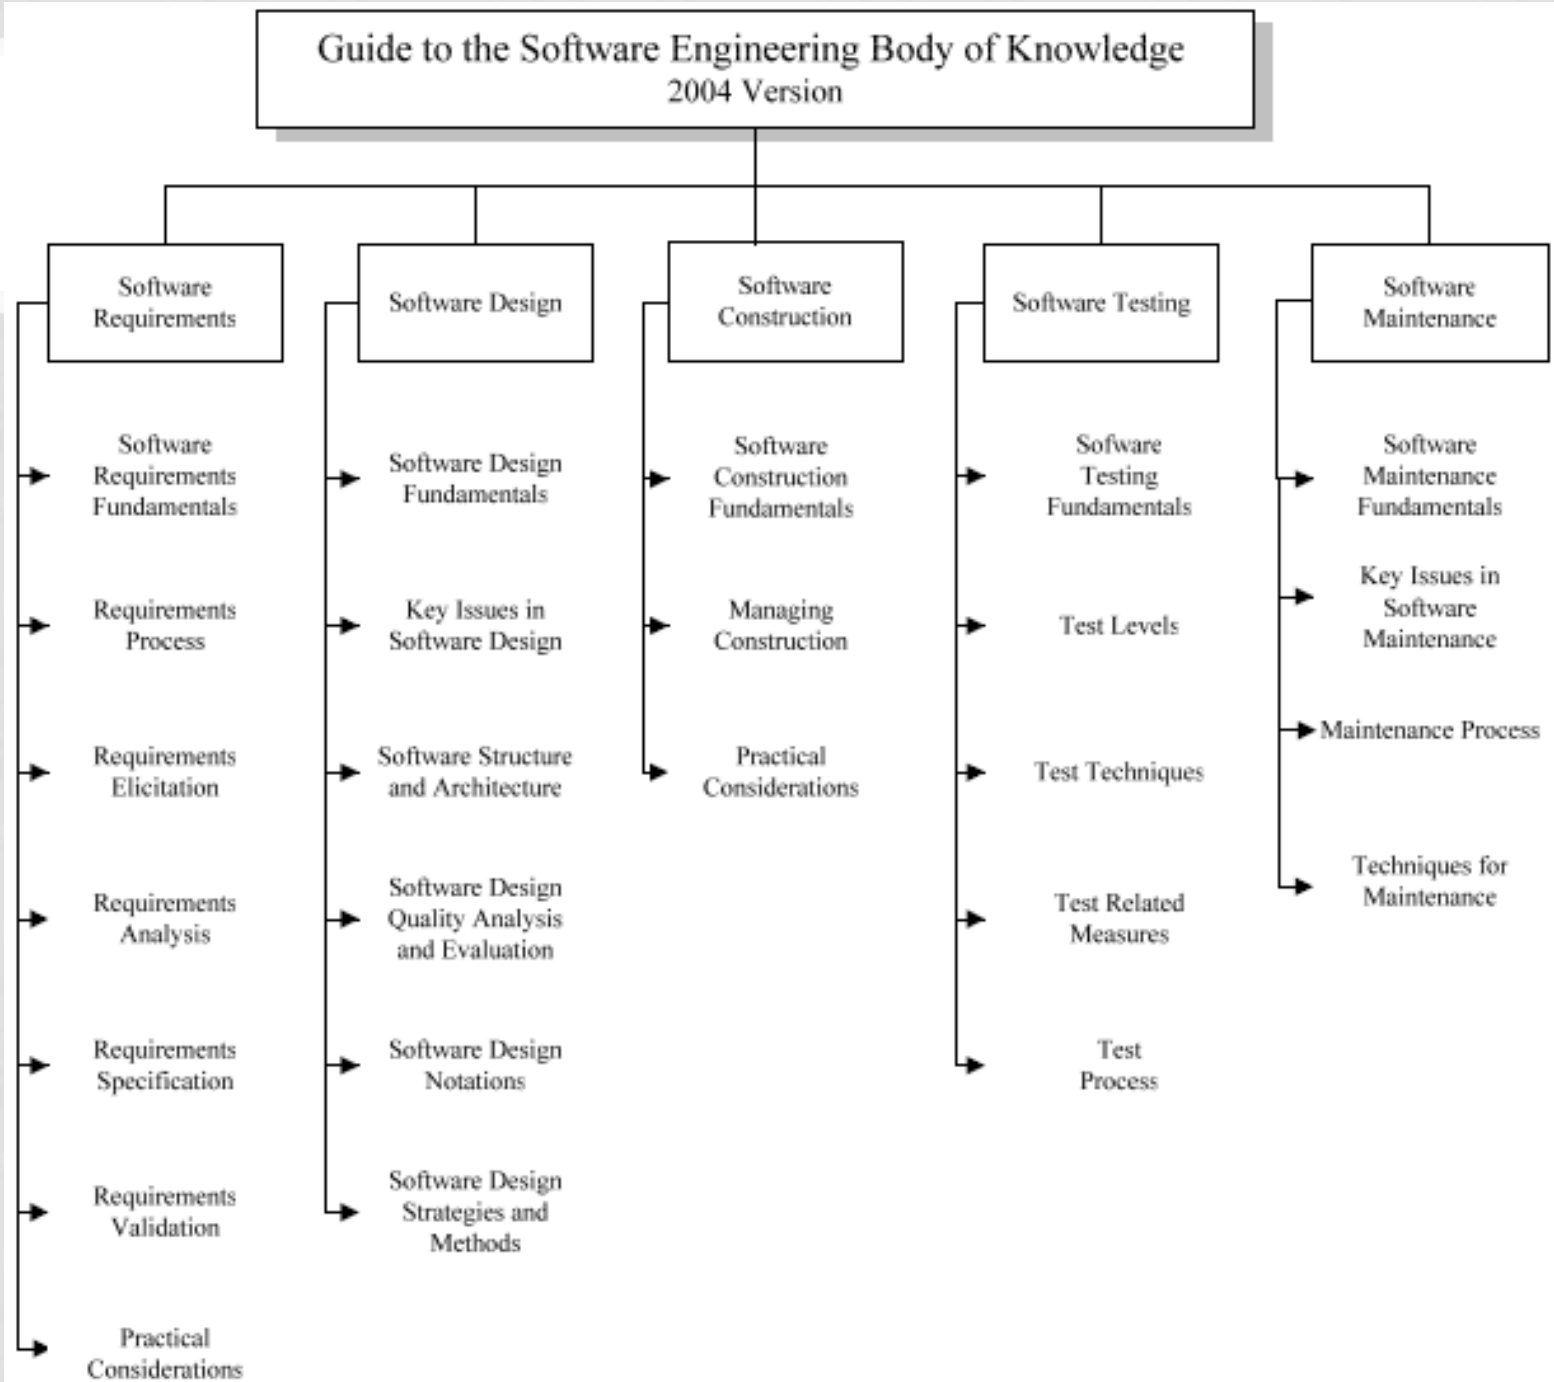 Guide to the Software Engineering Body of Knowledge
2004 Version
Software
Requirements
Software Requirements
Fundamentals
Requirements
Process
Requirements
Elicitation
Requirements
Analysis
Requirements
Specification
Requirements
Validation
Practical
Considerations
Software Design
Software Design
Fundamentals
Key Issues in
Software Design
Software Structure
and Architecture
Software Design
Quality Analysis
and Evaluation
Software Design
Notations
Software Design
Strategies and
Methods
Software
Construction
Software
Construction
Fundamentals
Managing
Construction
Practical
Considerations
Software Testing
Sofware
Testing
Fundamentals
Test Levels
Test Techniques
Test Related
Measures
Test
Process
Software
Maintenance
Software
Maintenance
Fundamentals
Key Issues in
Software
Maintenance
Maintenance Process
Techniques for
Maintenance